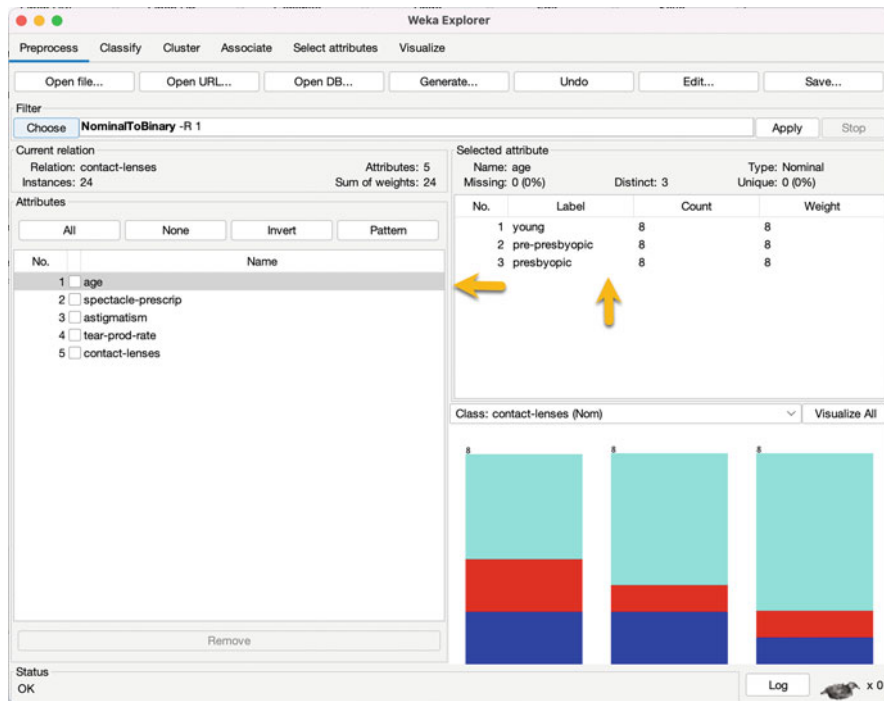 Weka Explorer
Preprocess Classify Cluster Associate Select attributes Visualize
Open file... Open URL... Open DB... Generate... Undo Edit... Save...
Filter
Choose NominalToBinary -R 1 Apply Stop
Current relation
Relation: contact-lenses Attributes: 5
Instances: 24 Sum of weights: 24
Attributes
All None Invert Pattern
No. Name
1 age
2 spectacle-prescrip
3 astigmatism
4 tear-prod-rate
5 contact-lenses
Remove
Selected attribute
Name: age Type: Nominal
Missing: 0 (0%) Distinct: 3 Unique: 0 (0%)
No. Label Count Weight
1 young 8 8
2 pre-presbyopic 8 8
3 presbyopic 8 8
Class: contact-lenses (Nom) Visualize All
8 8 8
Status
OK
Log x 0